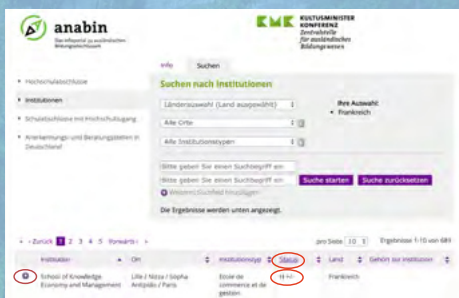 anabin
Das Infoportal zu ausländischen
Bildungsabschlüssen
KMK KULTUSMINISTER
KONFERENZ
Zentralstelle
für ausländisches
Bildungswesen
Info Suchen
Hochschulabschlüsse
Institutionen
Schulabschlüsse mit Hochschulzugang
Anerkennungs- und Beratungsstellen in
Deutschland
Suchen nach Institutionen
Länderauswahl (Land ausgewählt)
Alle Orte
Alle Institutionstypen
Ihre Auswahl:
Frankreich
Bitte geben Sie einen Suchbegriff ein
Bitte geben Sie einen Suchbegriff ein
Suche starten Suche zurücksetzen
Weiteres Suchfeld hinzufügen
Die Ergebnisse werden unten angezeigt.
« ‹ Zurück 1 2 3 4 5 Vorwärts › » pro Seite 10 Ergebnisse 1-10 von 689
Institution Ort Institutionstyp Status Land Gehört zur Institution
School of Knowledge Lille / Nizza / Sophia Ecole de H +/- Frankreich
Economy and Management Antipolis / Paris commerce et de
gestion